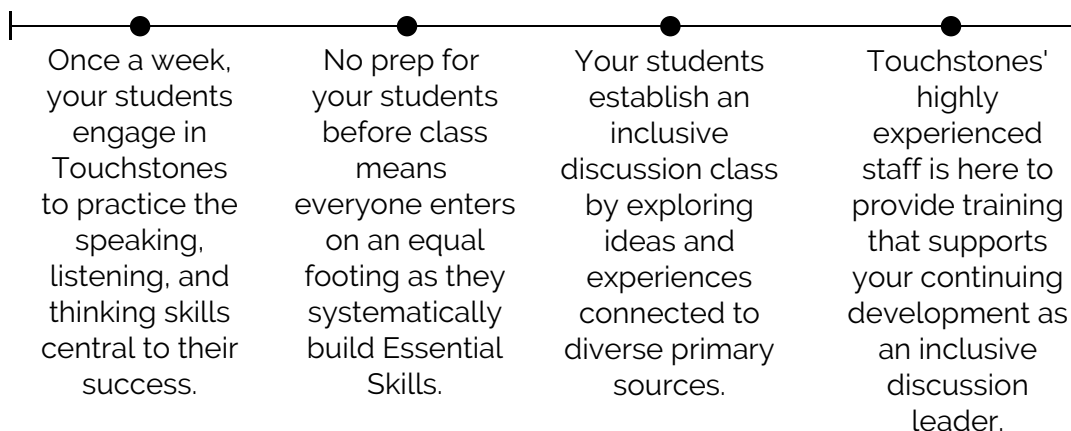 Once a week,
your students
engage in
Touchstones
to practice the
speaking,
listening, and
thinking skills
central to their
success.
No prep for
your students
before class
means
everyone enters
on an equal
footing as they
systematically
build Essential
Skills.
Your students
establish an
inclusive
discussion class
by exploring
ideas and
experiences
connected to
diverse primary
sources.
Touchstones'
highly
experienced
staff is here to
provide training
that supports
your continuing
development as
an inclusive
discussion
leader.